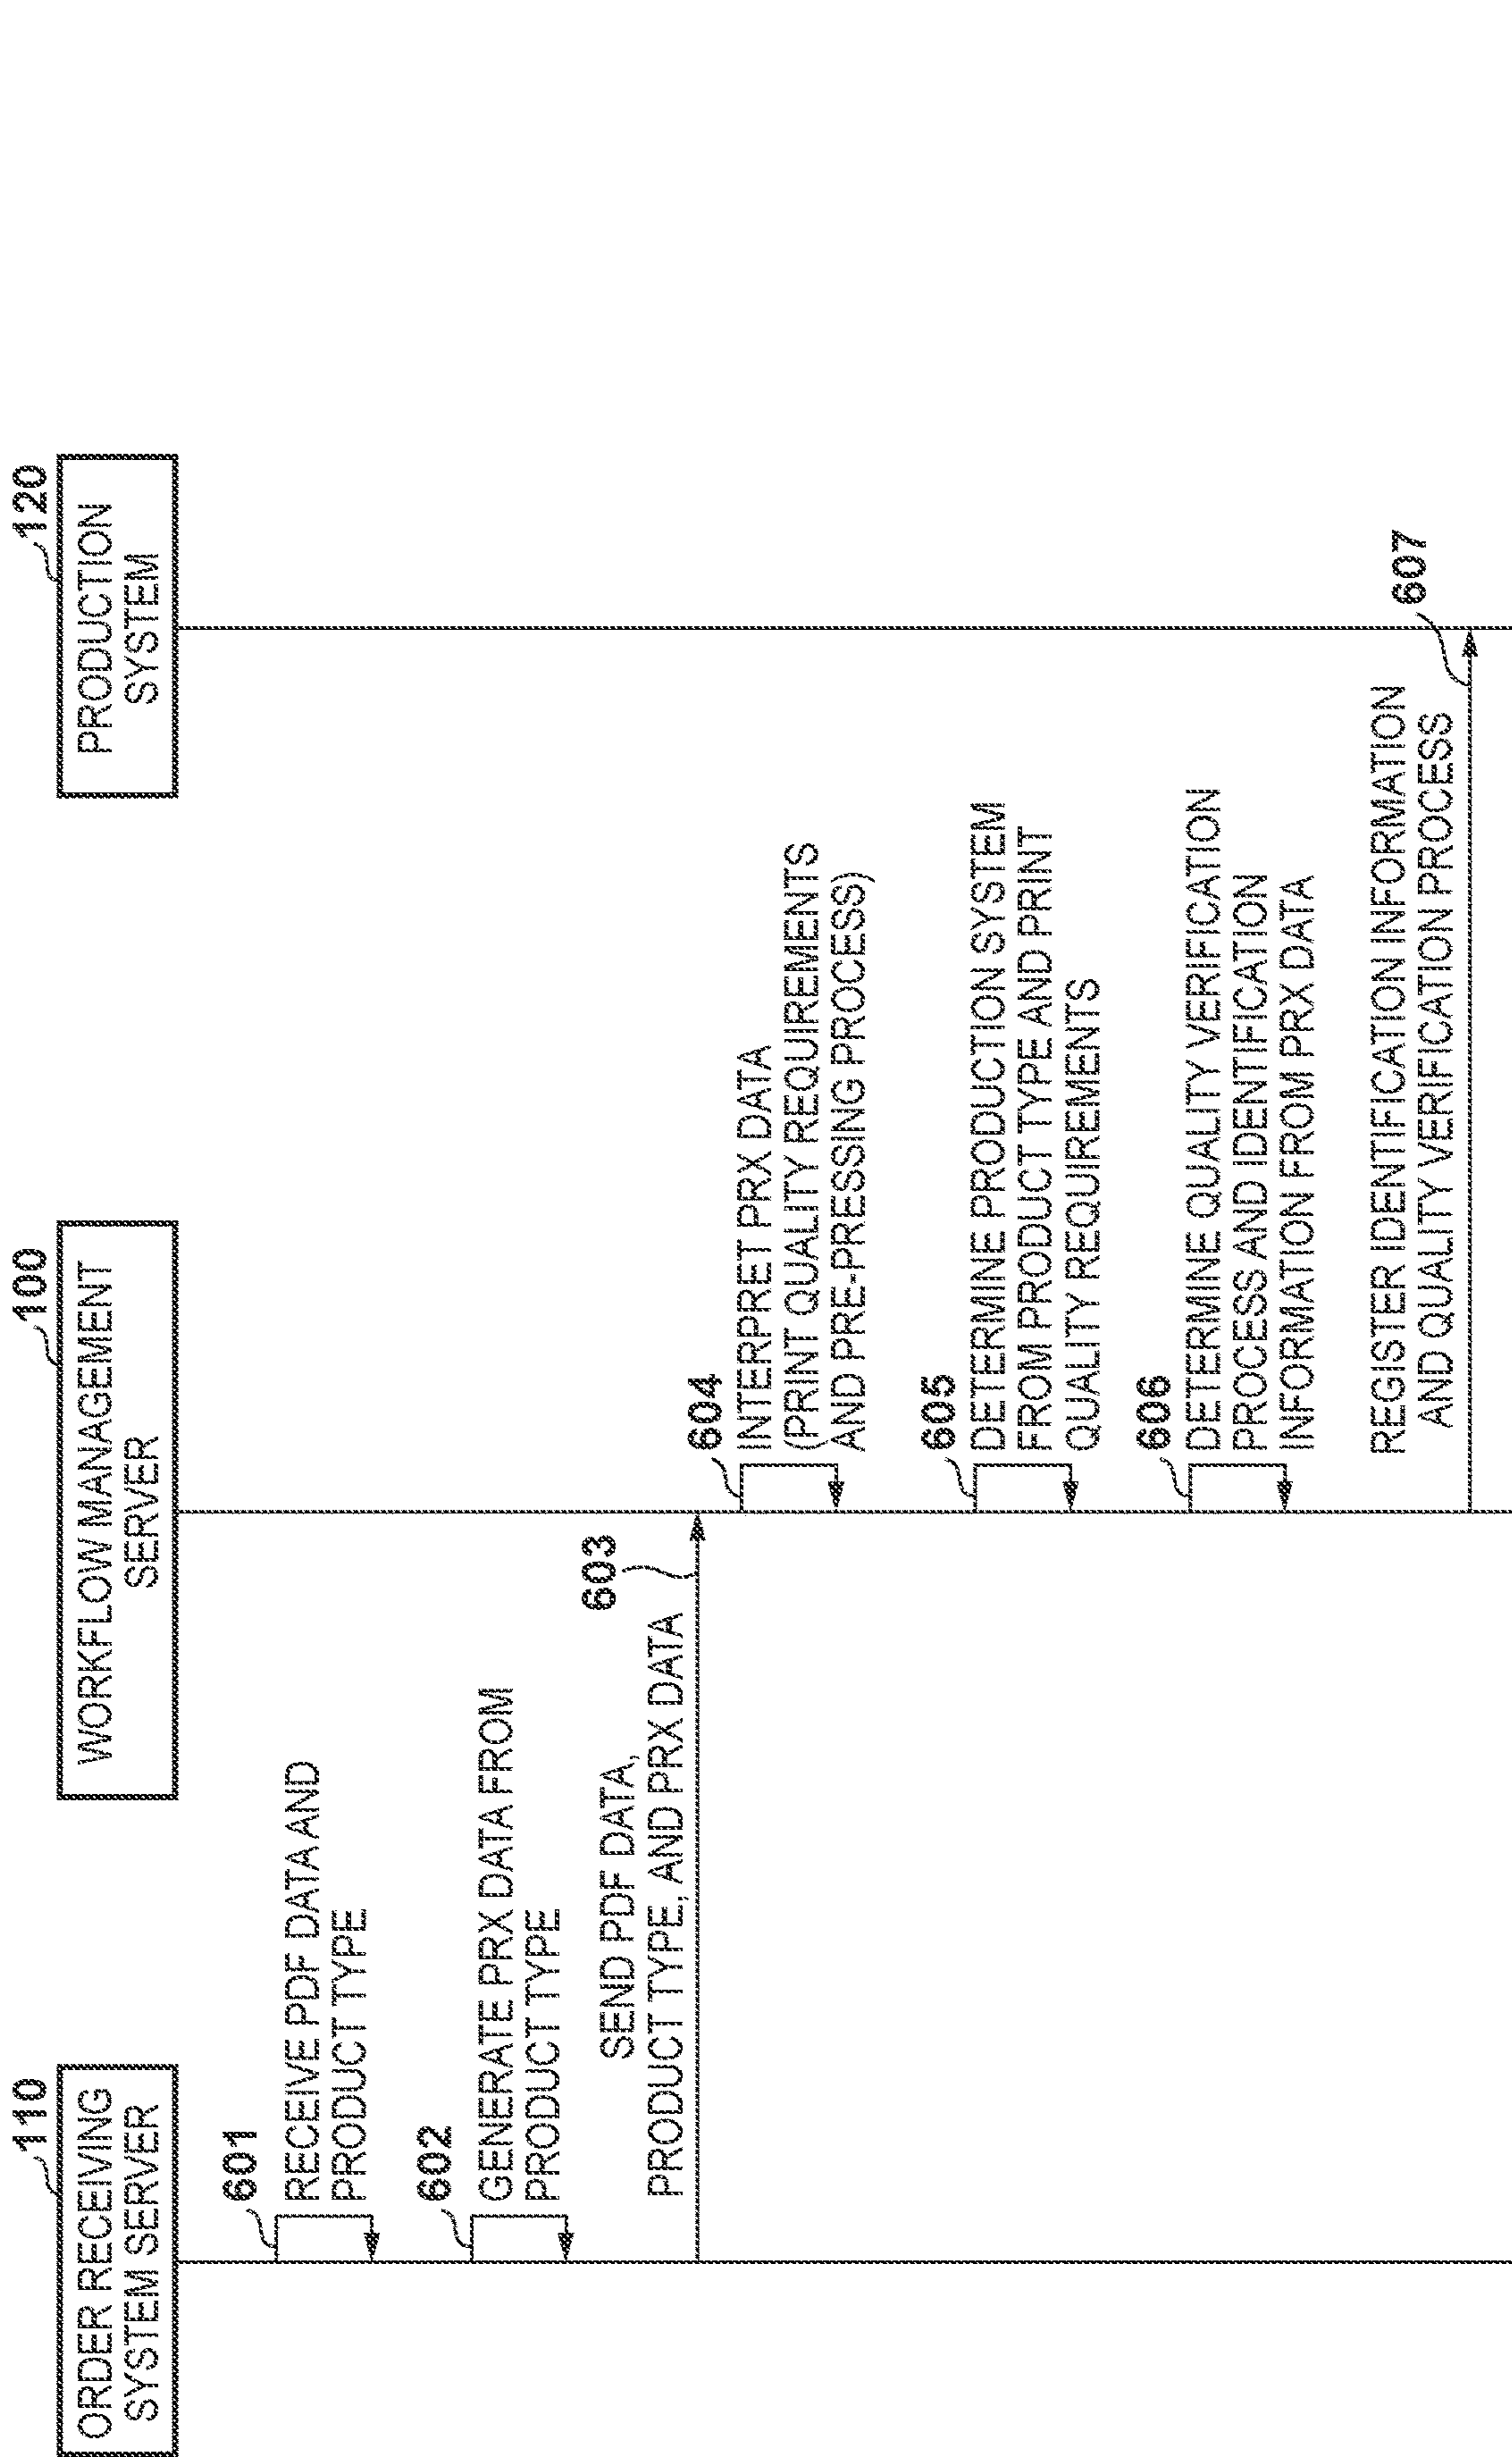 110
ORDER RECEIVING
SYSTEM SERVER
100
WORKFLOW MANAGEMENT
SERVER
120
PRODUCTION
SYSTEM
601
RECEIVE PDF DATA AND
PRODUCT TYPE
602
GENERATE PRX DATA FROM
PRODUCT TYPE
603
SEND PDF DATA,
PRODUCT TYPE, AND PRX DATA
604
INTERPRET PRX DATA
(PRINT QUALITY REQUIREMENTS
AND PRE-PRESSING PROCESS)
605
DETERMINE PRODUCTION SYSTEM
FROM PRODUCT TYPE AND PRINT
QUALITY REQUIREMENTS
606
DETERMINE QUALITY VERIFICATION
PROCESS AND IDENTIFICATION
INFORMATION FROM PRX DATA
REGISTER IDENTIFICATION INFORMATION
AND QUALITY VERIFICATION PROCESS
607